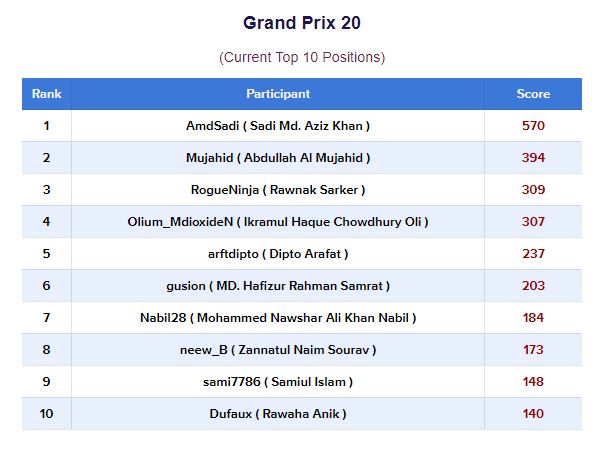 Grand Prix 20
(Current Top 10 Positions)
Rank Participant Score
1 AmdSadi ( Sadi Md. Aziz Khan ) 570
2 Mujahid ( Abdullah Al Mujahid ) 394
3 RogueNinja ( Rawnak Sarker ) 309
4 Olium_MdioxideN ( Ikramul Haque Chowdhury Oli ) 307
5 arftdipto ( Dipto Arafat ) 237
6 gusion ( MD. Hafizur Rahman Samrat ) 203
7 Nabil28 ( Mohammed Nawshar Ali Khan Nabil ) 184
8 neew_B ( Zannatul Naim Sourav ) 173
9 sami7786 ( Samiul Islam ) 148
10 Dufaux ( Rawaha Anik ) 140